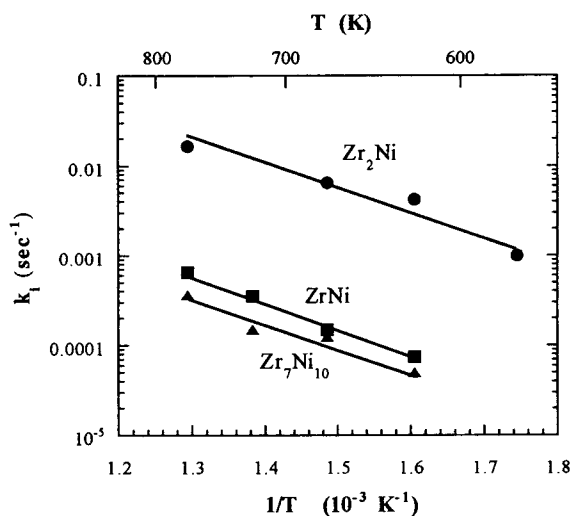 T (K)
800 700 600
0.1
0.01
0.001
0.0001
10⁻⁵
k_i (sec⁻¹)
Zr₂Ni
ZrNi
Zr₇Ni₁₀
1.2 1.3 1.4 1.5 1.6 1.7 1.8
1/T (10⁻³ K⁻¹)